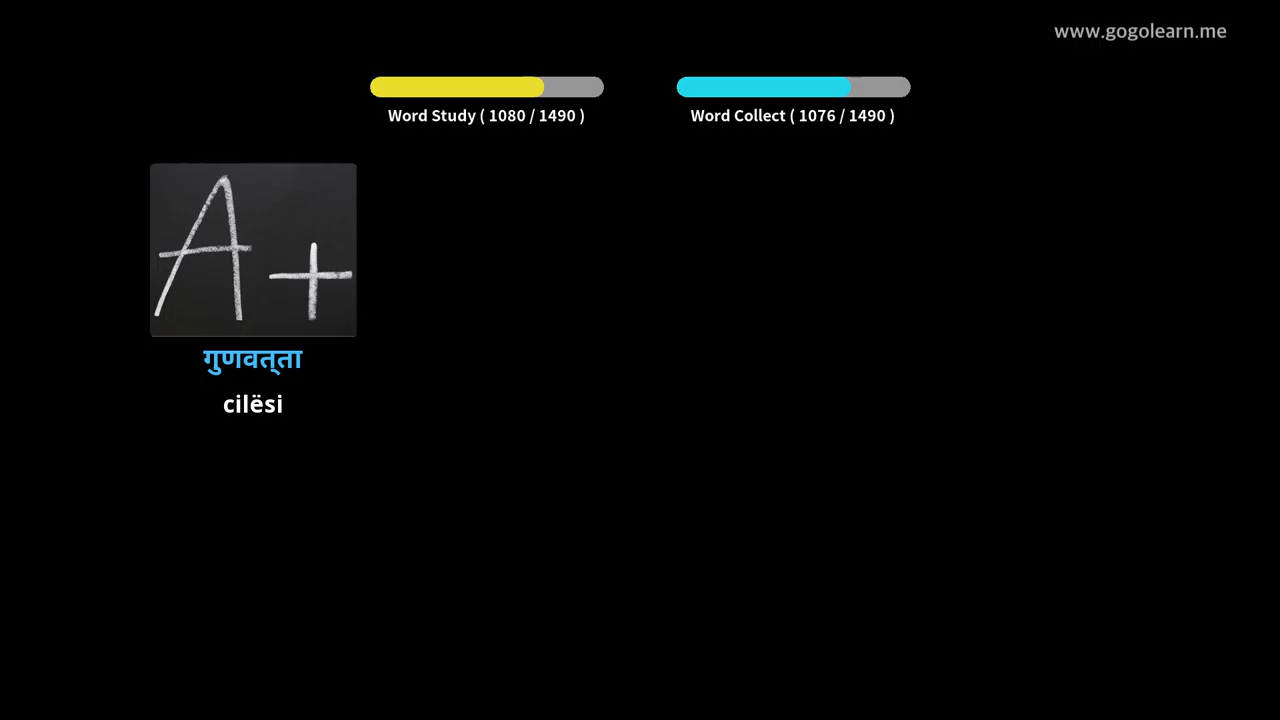 www.gogolearn.me
Word Study ( 1080 / 1490 )
Word Collect ( 1076 / 1490 )
A+
गुणवत्‌ता
cilësi